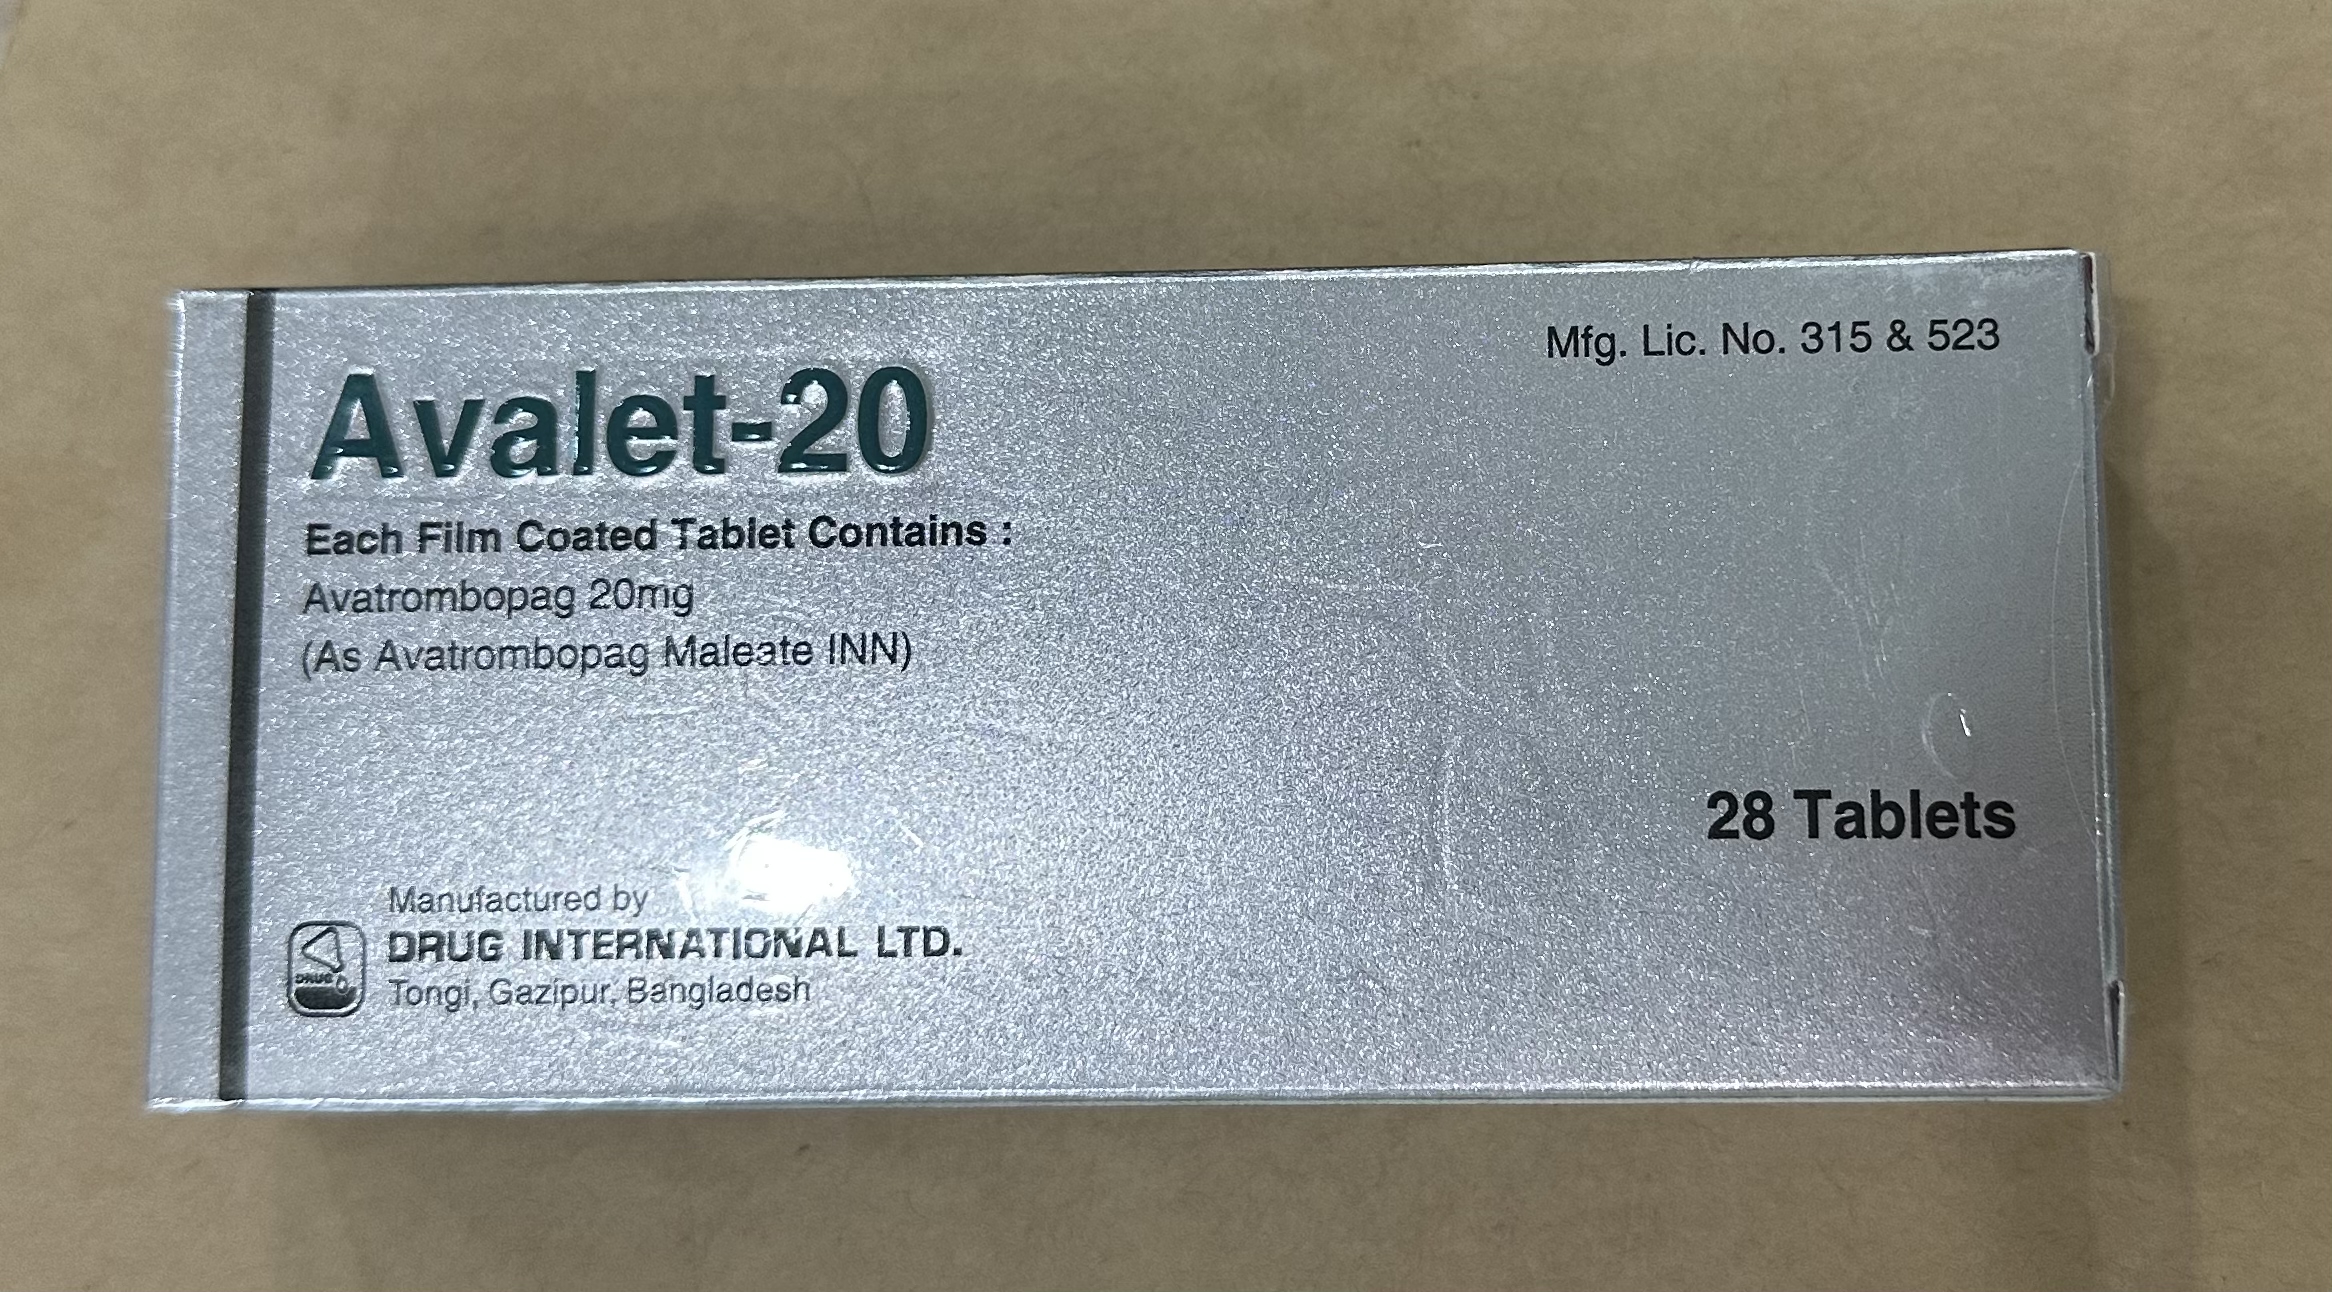 Mfg. Lic. No. 315 & 523
Avalet-20
Each Film Coated Tablet Contains :
Avatrombopag 20mg
(As Avatrombopag Maleate INN)
28 Tablets
Manufactured by
DRUG
DRUG INTERNATIONAL LTD.
Tongi, Gazipur, Bangladesh